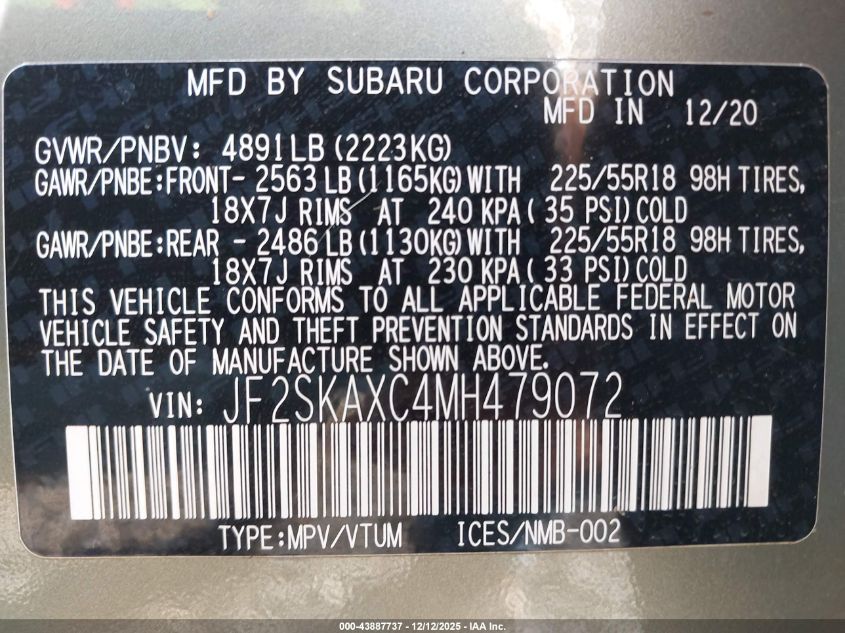 MFD BY SUBARU CORPORATION
MFD IN 12/20
GVWR/PNBV: 4891LB (2223KG)
GAWR/PNBE:FRONT- 2563 LB (1165KG) WITH 225/55R18 98H TIRES,
18X7J RIMS AT 240 KPA ( 35 PSI) COLD
GAWR/PNBE:REAR - 2486 LB (1130KG) WITH 225/55R18 98H TIRES,
18X7J RIMS AT 230 KPA ( 33 PSI) COLD
THIS VEHICLE CONFORMS TO ALL APPLICABLE FEDERAL MOTOR
VEHICLE SAFETY AND THEFT PREVENTION STANDARDS IN EFFECT ON
THE DATE OF MANUFACTURE SHOWN ABOVE.
VIN: JF2SKAXC4MH479072
TYPE:MPV/VTUM ICES/NMB-002
000-43887737 - 12/12/2025 - IAA Inc.